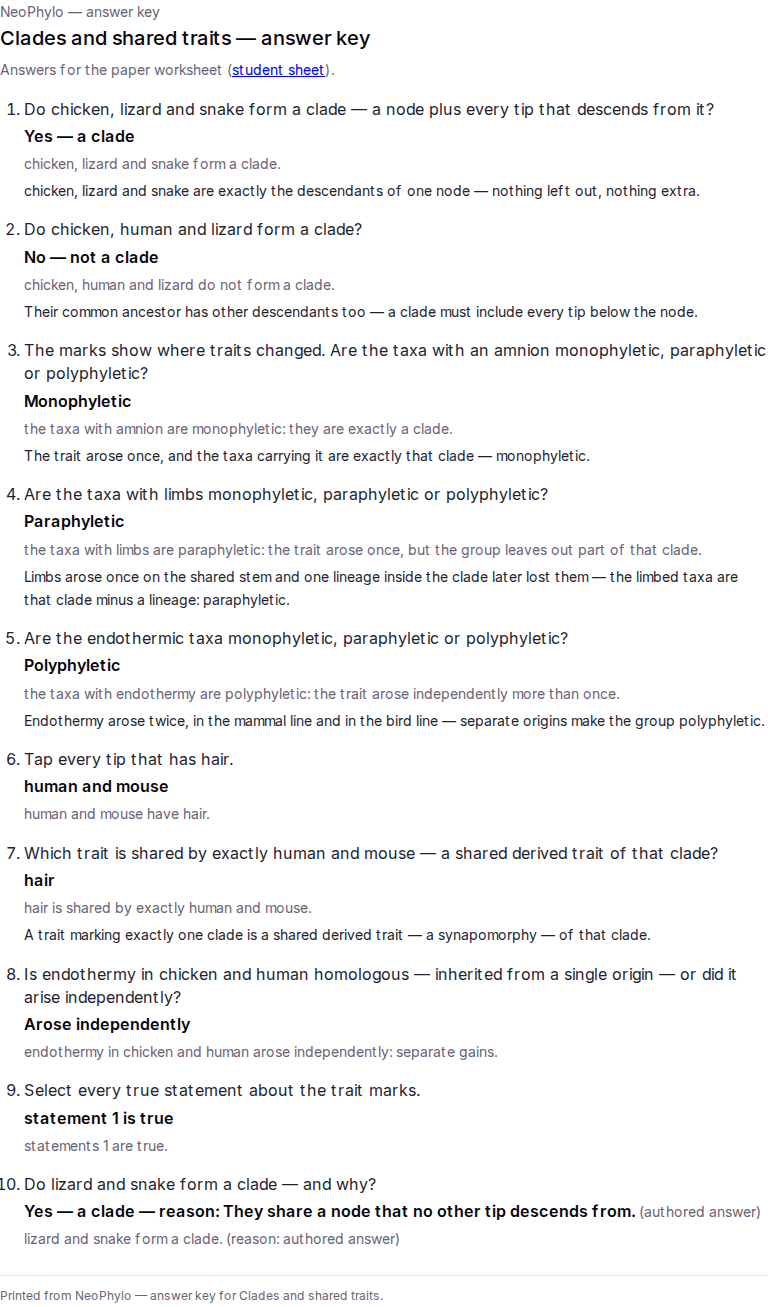 NeoPhylo — answer key
Clades and shared traits — answer key
Answers for the paper worksheet (student sheet).
1. Do chicken, lizard and snake form a clade — a node plus every tip that descends from it?
Yes — a clade
chicken, lizard and snake form a clade.
chicken, lizard and snake are exactly the descendants of one node — nothing left out, nothing extra.
2. Do chicken, human and lizard form a clade?
No — not a clade
chicken, human and lizard do not form a clade.
Their common ancestor has other descendants too — a clade must include every tip below the node.
3. The marks show where traits changed. Are the taxa with an amnion monophyletic, paraphyletic
or polyphyletic?
Monophyletic
the taxa with amnion are monophyletic: they are exactly a clade.
The trait arose once, and the taxa carrying it are exactly that clade — monophyletic.
4. Are the taxa with limbs monophyletic, paraphyletic or polyphyletic?
Paraphyletic
the taxa with limbs are paraphyletic: the trait arose once, but the group leaves out part of that clade.
Limbs arose once on the shared stem and one lineage inside the clade later lost them — the limbed taxa are
that clade minus a lineage: paraphyletic.
5. Are the endothermic taxa monophyletic, paraphyletic or polyphyletic?
Polyphyletic
the taxa with endothermy are polyphyletic: the trait arose independently more than once.
Endothermy arose twice, in the mammal line and in the bird line — separate origins make the group polyphyletic.
6. Tap every tip that has hair.
human and mouse
human and mouse have hair.
7. Which trait is shared by exactly human and mouse — a shared derived trait of that clade?
hair
hair is shared by exactly human and mouse.
A trait marking exactly one clade is a shared derived trait — a synapomorphy — of that clade.
8. Is endothermy in chicken and human homologous — inherited from a single origin — or did it
arise independently?
Arose independently
endothermy in chicken and human arose independently: separate gains.
9. Select every true statement about the trait marks.
statement 1 is true
statements 1 are true.
10. Do lizard and snake form a clade — and why?
Yes — a clade — reason: They share a node that no other tip descends from. (authored answer)
lizard and snake form a clade. (reason: authored answer)
Printed from NeoPhylo — answer key for Clades and shared traits.